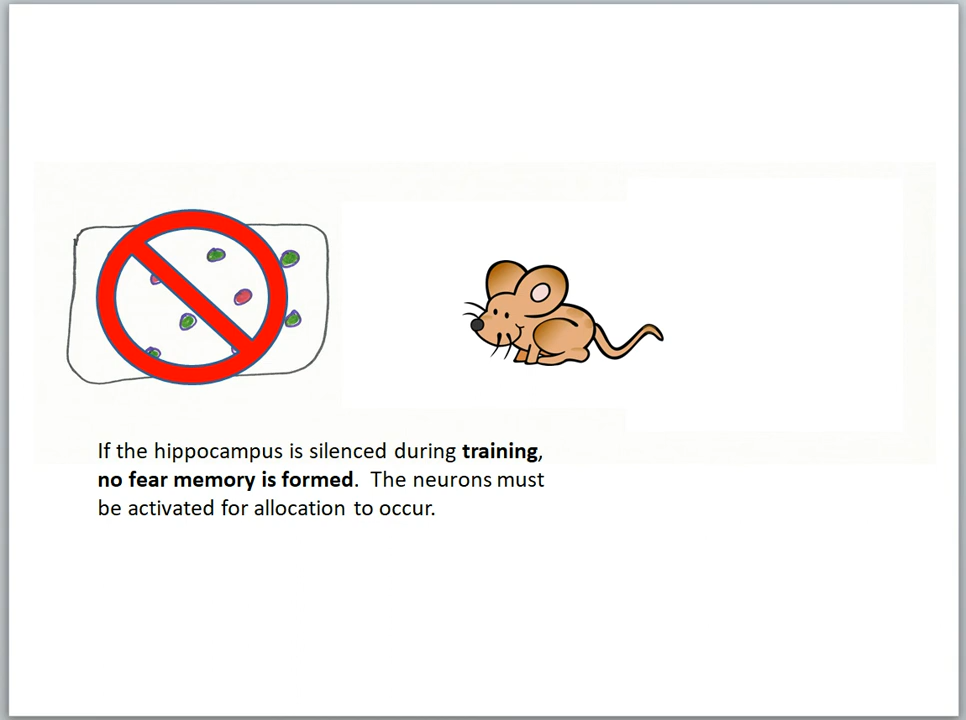 If the hippocampus is silenced during training,
no fear memory is formed.  The neurons must
be activated for allocation to occur.